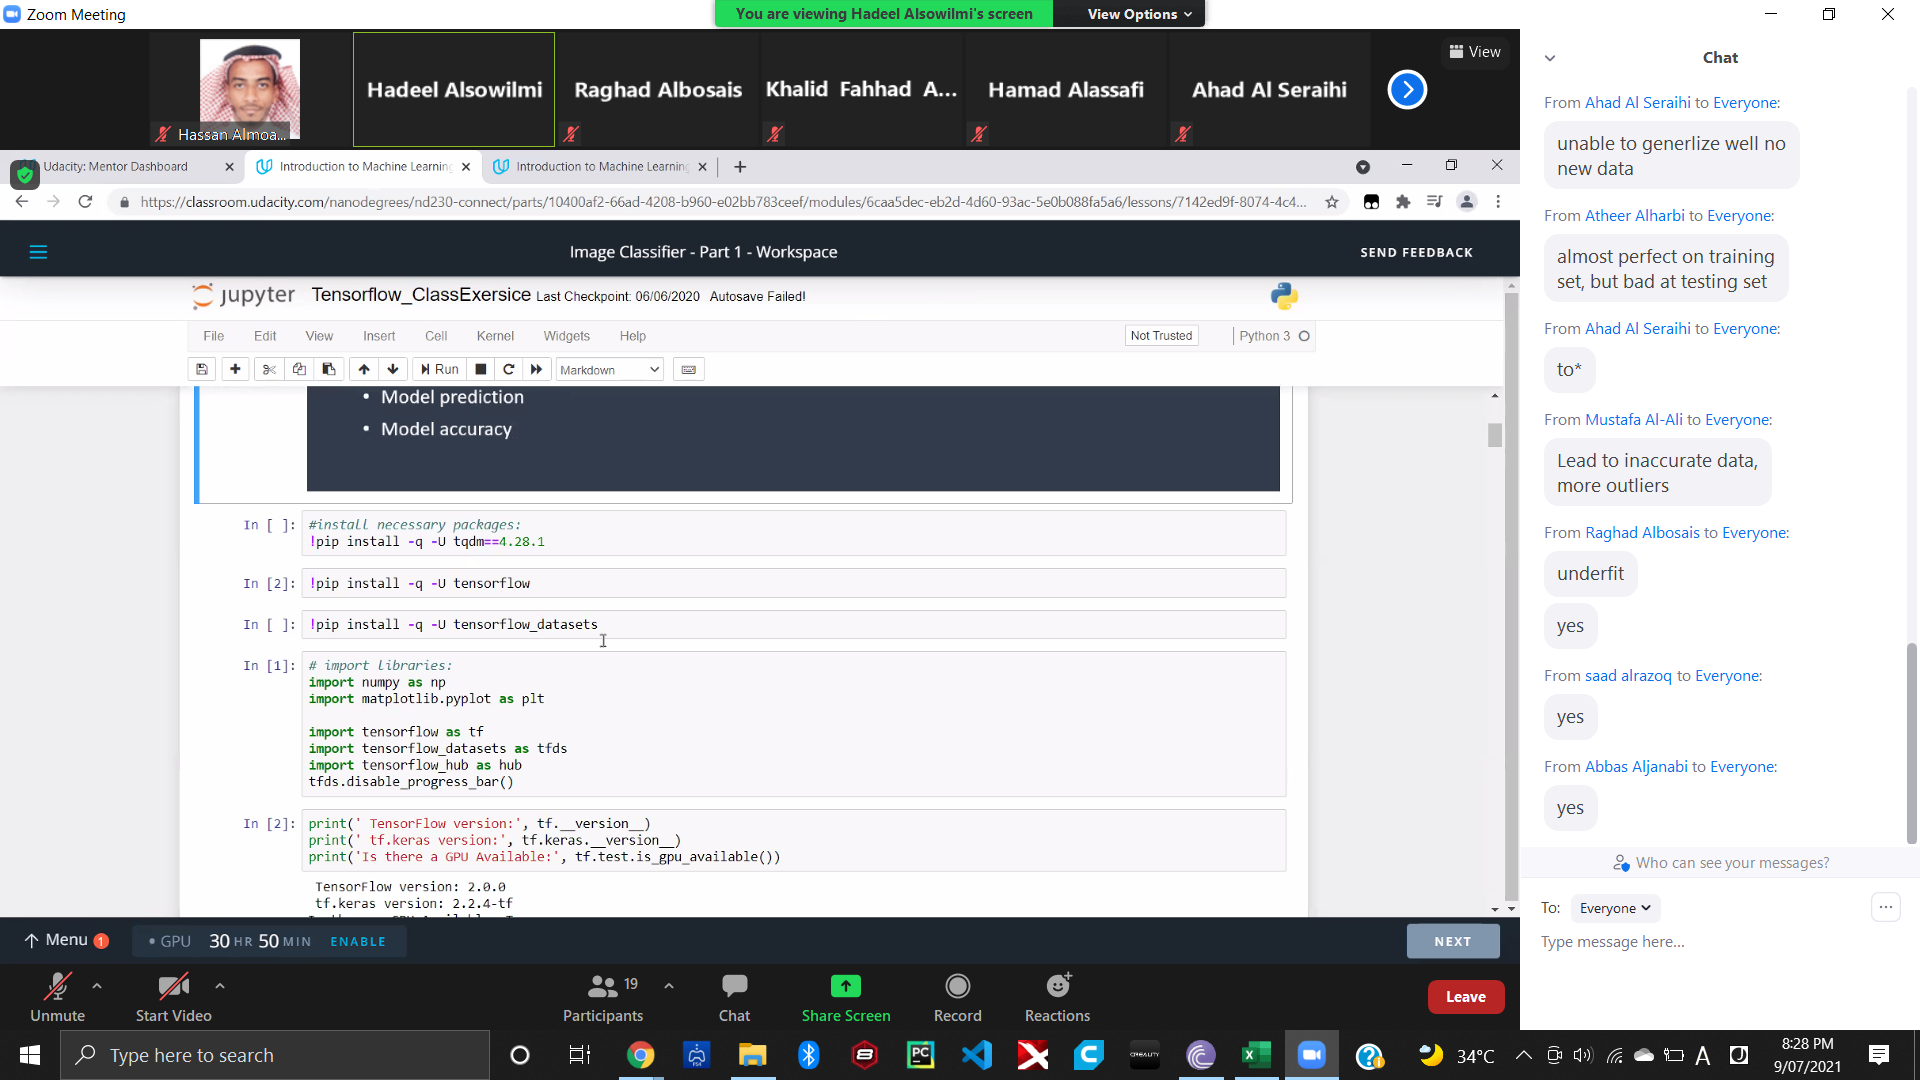 Zoom Meeting
You are viewing Hadeel Alsowilmi's screen
View Options
View
Hassan Almoa...
Hadeel Alsowilmi
Raghad Albosais
Khalid Fahhad A...
Hamad Alassafi
Ahad Al Seraihi
Udacity: Mentor Dashboard
Introduction to Machine Learning
Introduction to Machine Learning
https://classroom.udacity.com/nanodegrees/nd230-connect/parts/10400af2-66ad-4208-b960-e02bb783ceef/modules/6caa5dec-eb2d-4d60-93ac-5e0b088fa5a6/lessons/7142ed9f-8074-4c4...
Image Classifier - Part 1 - Workspace
SEND FEEDBACK
jupyter
Tensorflow_ClassExersice Last Checkpoint: 06/06/2020 Autosave Failed!
File Edit View Insert Cell Kernel Widgets Help
Not Trusted
Python 3
Run
Markdown
• Model prediction
• Model accuracy
In [ ]: #install necessary packages:
!pip install -q -U tqdm==4.28.1
In [2]: !pip install -q -U tensorflow
In [ ]: !pip install -q -U tensorflow_datasets
In [1]: # import libraries:
import numpy as np
import matplotlib.pyplot as plt
import tensorflow as tf
import tensorflow_datasets as tfds
import tensorflow_hub as hub
tfds.disable_progress_bar()
In [2]: print(' TensorFlow version:', tf.__version__)
print(' tf.keras version:', tf.keras.__version__)
print('Is there a GPU Available:', tf.test.is_gpu_available())
TensorFlow version: 2.0.0
tf.keras version: 2.2.4-tf
Menu 1
• GPU 30 HR 50 MIN ENABLE
NEXT
Unmute
Start Video
Participants 19
Chat
Share Screen
Record
Reactions
Leave
Chat
From Ahad Al Seraihi to Everyone:
unable to generlize well no
new data
From Atheer Alharbi to Everyone:
almost perfect on training
set, but bad at testing set
From Ahad Al Seraihi to Everyone:
to*
From Mustafa Al-Ali to Everyone:
Lead to inaccurate data,
more outliers
From Raghad Albosais to Everyone:
underfit
yes
From saad alrazoq to Everyone:
yes
From Abbas Aljanabi to Everyone:
yes
Who can see your messages?
To: Everyone
Type message here...
Type here to search
PC
CREALITY
34°C
A
8:28 PM
9/07/2021